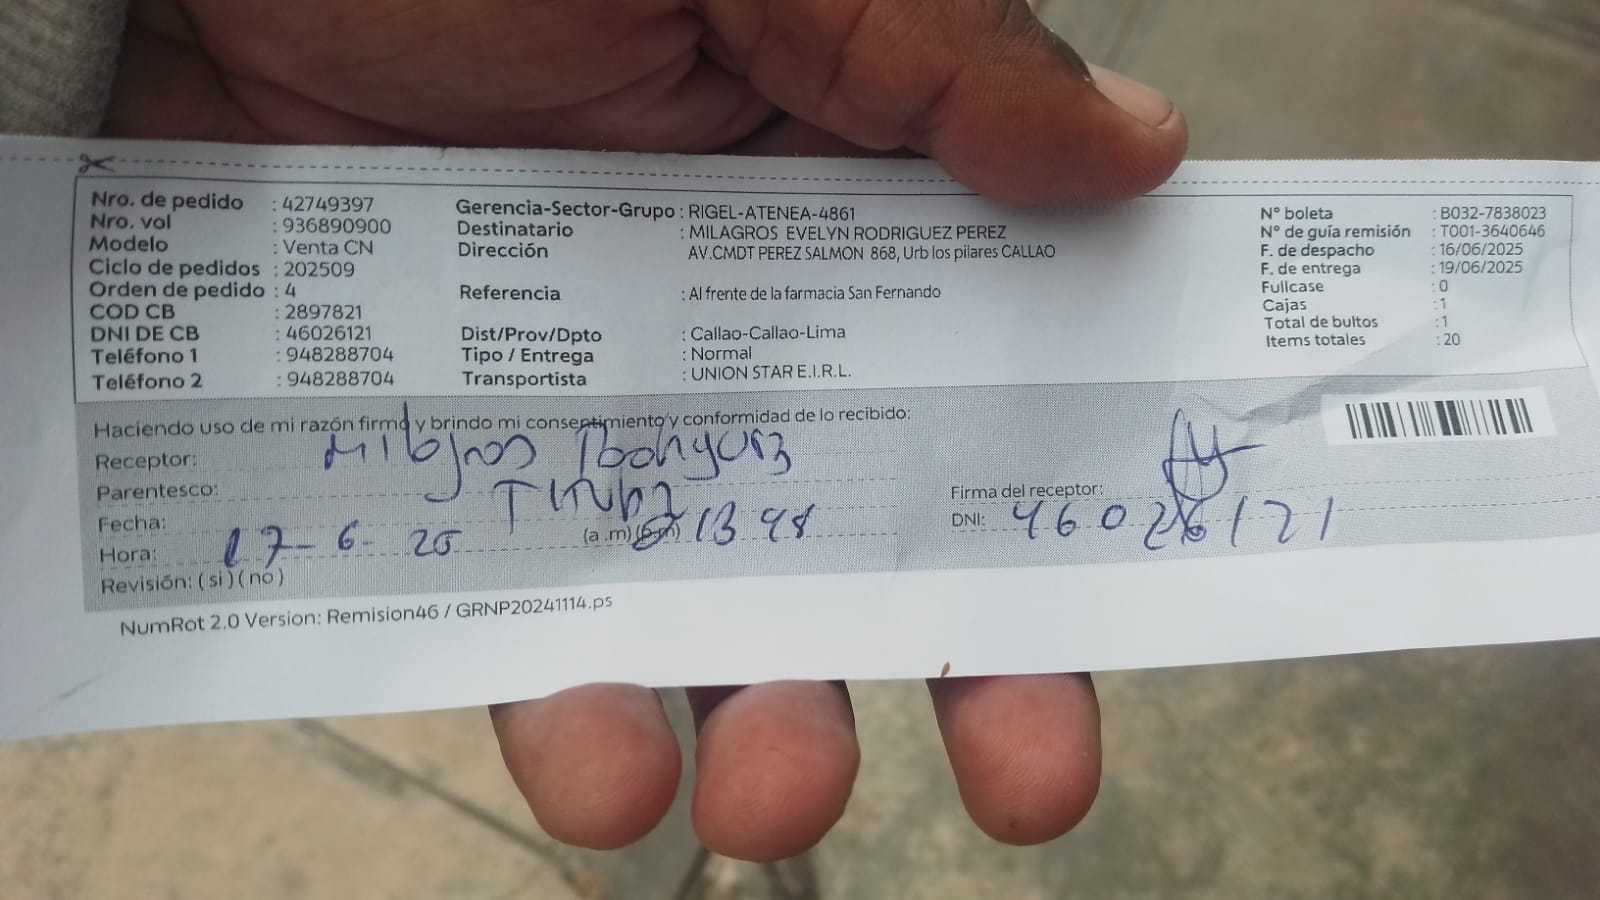 Nro. de pedido : 42749397
Nro. vol : 936890900
Modelo : Venta CN
Ciclo de pedidos : 202509
Orden de pedido : 4
COD CB : 2897821
DNI DE CB : 46026121
Teléfono 1 : 948288704
Teléfono 2 : 948288704
Gerencia-Sector-Grupo : RIGEL-ATENEA-4861
Destinatario : MILAGROS EVELYN RODRIGUEZ PEREZ
Dirección AV.CMDT PEREZ SALMON 868, Urb los pilares CALLAO
Referencia : Al frente de la farmacia San Fernando
Dist/Prov/Dpto : Callao-Callao-Lima
Tipo / Entrega : Normal
Transportista : UNION STAR E.I.R.L.
N° boleta : B032-7838023
N° de guía remisión : T001-3640646
F. de despacho : 16/06/2025
F. de entrega : 19/06/2025
Fullcase : 0
Cajas : 1
Total de bultos : 1
Items totales : 20
Haciendo uso de mi razón firmo y brindo mi consentimiento y conformidad de lo recibido:
Receptor: Milagros
Parentesco:
Fecha: 17-6-25
Hora: (a.m) (p.m)
Revisión: ( si ) ( no )
Firma del receptor:
DNI: 46026121
NumRot 2.0 Version: Remision46 / GRNP20241114.ps